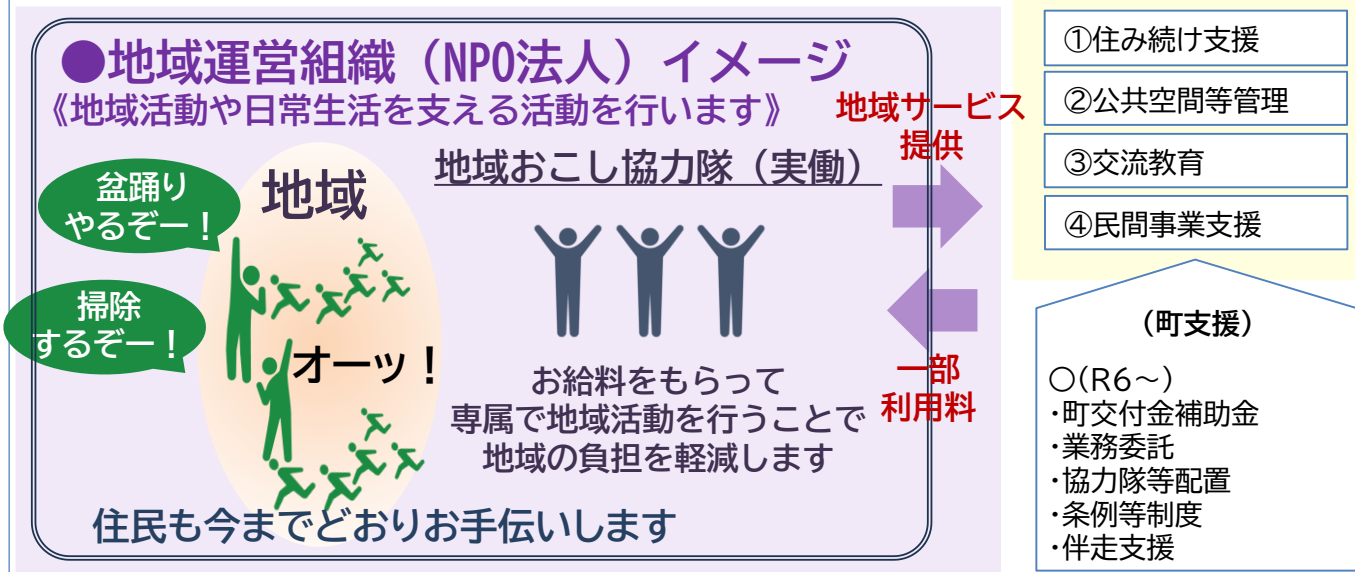 ●地域運営組織（NPO法人）イメージ
《地域活動や日常生活を支える活動を行います》
盆踊り
やるぞー！
掃除
するぞー！
地域
オーッ！
地域おこし協力隊（実働）
お給料をもらって
専属で地域活動を行うことで
地域の負担を軽減します
住民も今までどおりお手伝いします
地域サービス
提供
一部
利用料
①住み続け支援
②公共空間等管理
③交流教育
④民間事業支援
（町支援）
○(R6～)
・町交付金補助金
・業務委託
・協力隊等配置
・条例等制度
・伴走支援